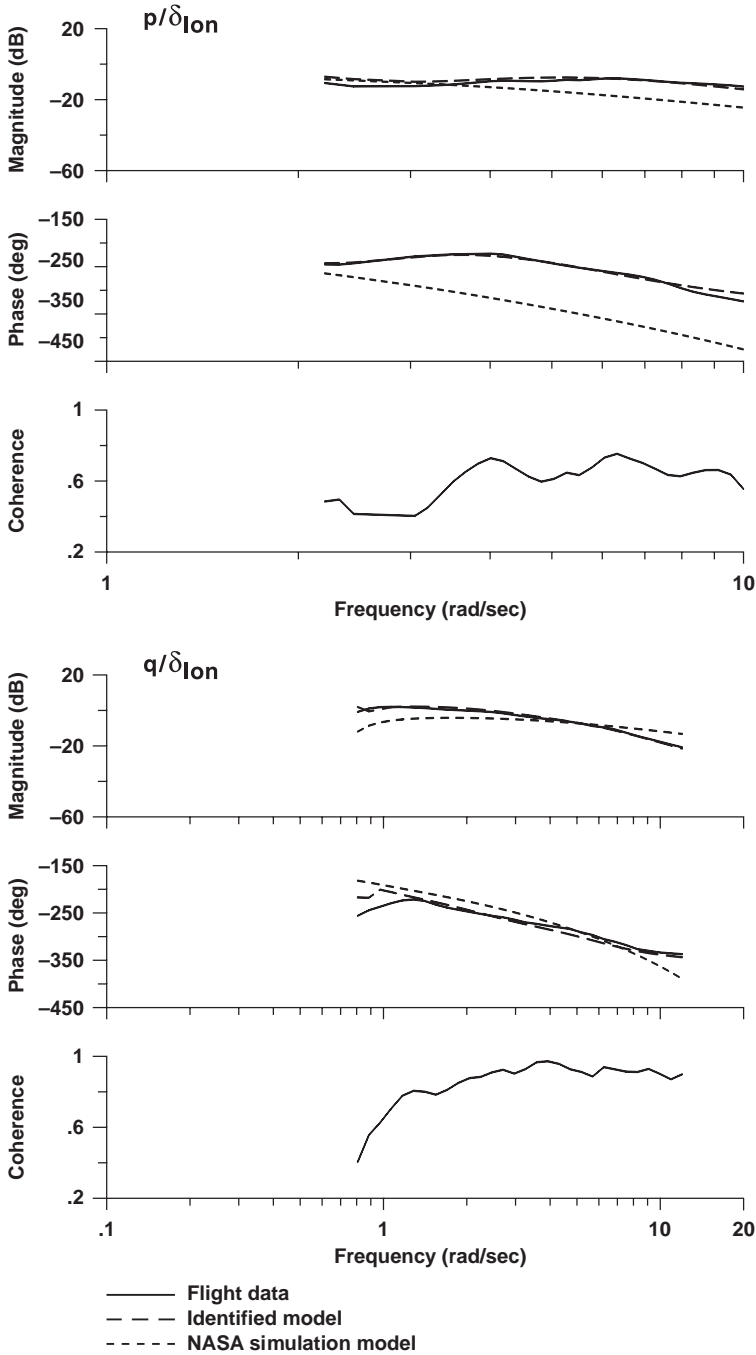 p/δlon
20
−20
−60
Magnitude (dB)
−150
−250
−350
−450
Phase (deg)
1
.6
.2
Coherence
1
10
Frequency (rad/sec)
q/δlon
20
−20
−60
Magnitude (dB)
−150
−250
−350
−450
Phase (deg)
1
.6
.2
Coherence
.1
1
10
20
Frequency (rad/sec)
Flight data
Identified model
NASA simulation model